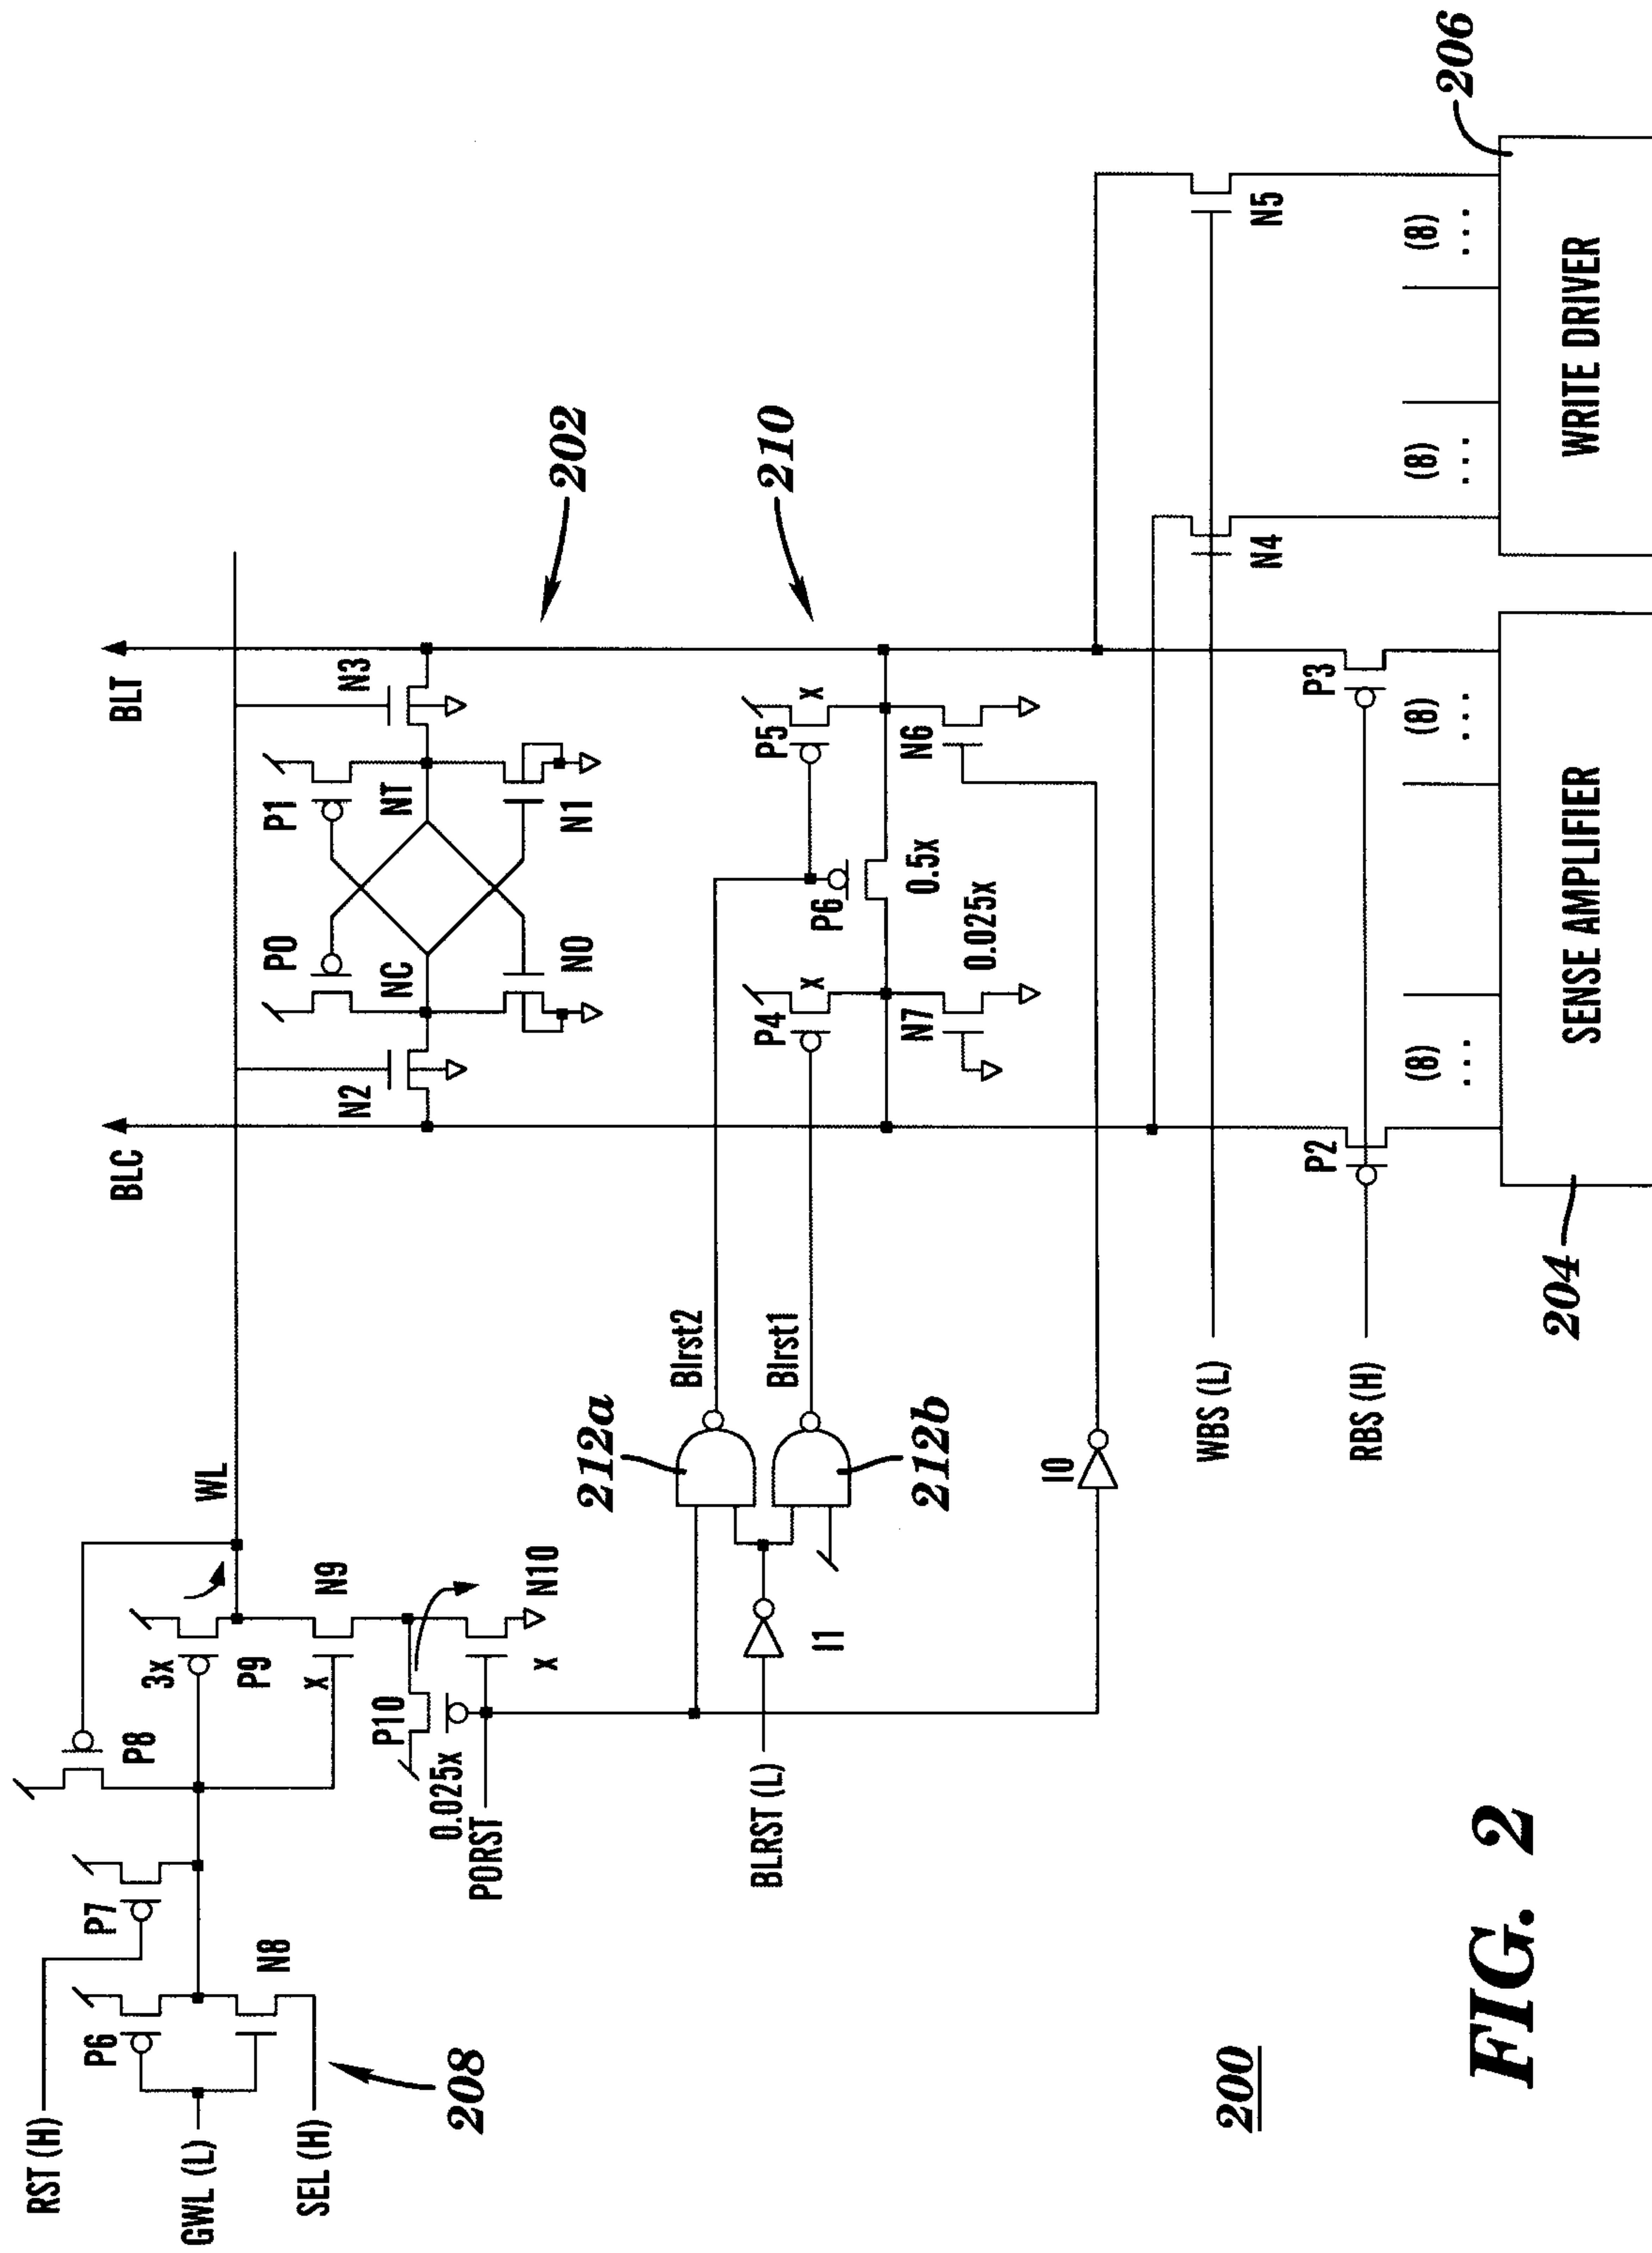 RST (H)
GWL (L)
SEL (H)
208
P6
N8
P7
P8
3x
P9
X
N9
P10
0.025x
PORST
X
N10
WL
BLRST (L)
I1
212a
212b
Blrst2
Blrst1
I0
WBS (L)
RBS (H)
BLC
BLT
N2
N3
P0
P1
NC
NT
N0
N1
202
210
P4
X
P5
X
P6
0.5x
N7
0.025x
N6
P2
P3
N4
N5
(8)
...
(8)
...
(8)
...
(8)
...
204
SENSE AMPLIFIER
206
WRITE DRIVER
200
FIG. 2